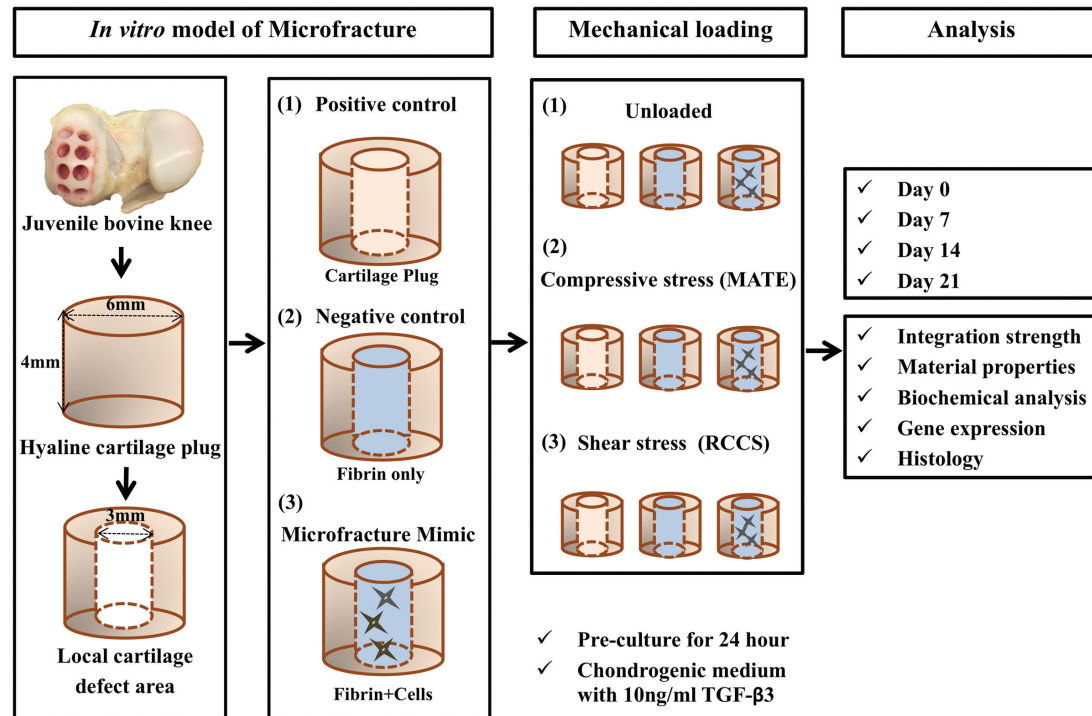 In vitro model of Microfracture
Mechanical loading
Analysis
Juvenile bovine knee
6mm
4mm
Hyaline cartilage plug
3mm
Local cartilage
defect area
(1) Positive control
Cartilage Plug
(2) Negative control
Fibrin only
(3)
Microfracture Mimic
Fibrin+Cells
(1)
Unloaded
(2)
Compressive stress (MATE)
(3) Shear stress (RCCS)
✓ Pre-culture for 24 hour
✓ Chondrogenic medium
with 10ng/ml TGF-β3
✓ Day 0
✓ Day 7
✓ Day 14
✓ Day 21
✓ Integration strength
✓ Material properties
✓ Biochemical analysis
✓ Gene expression
✓ Histology